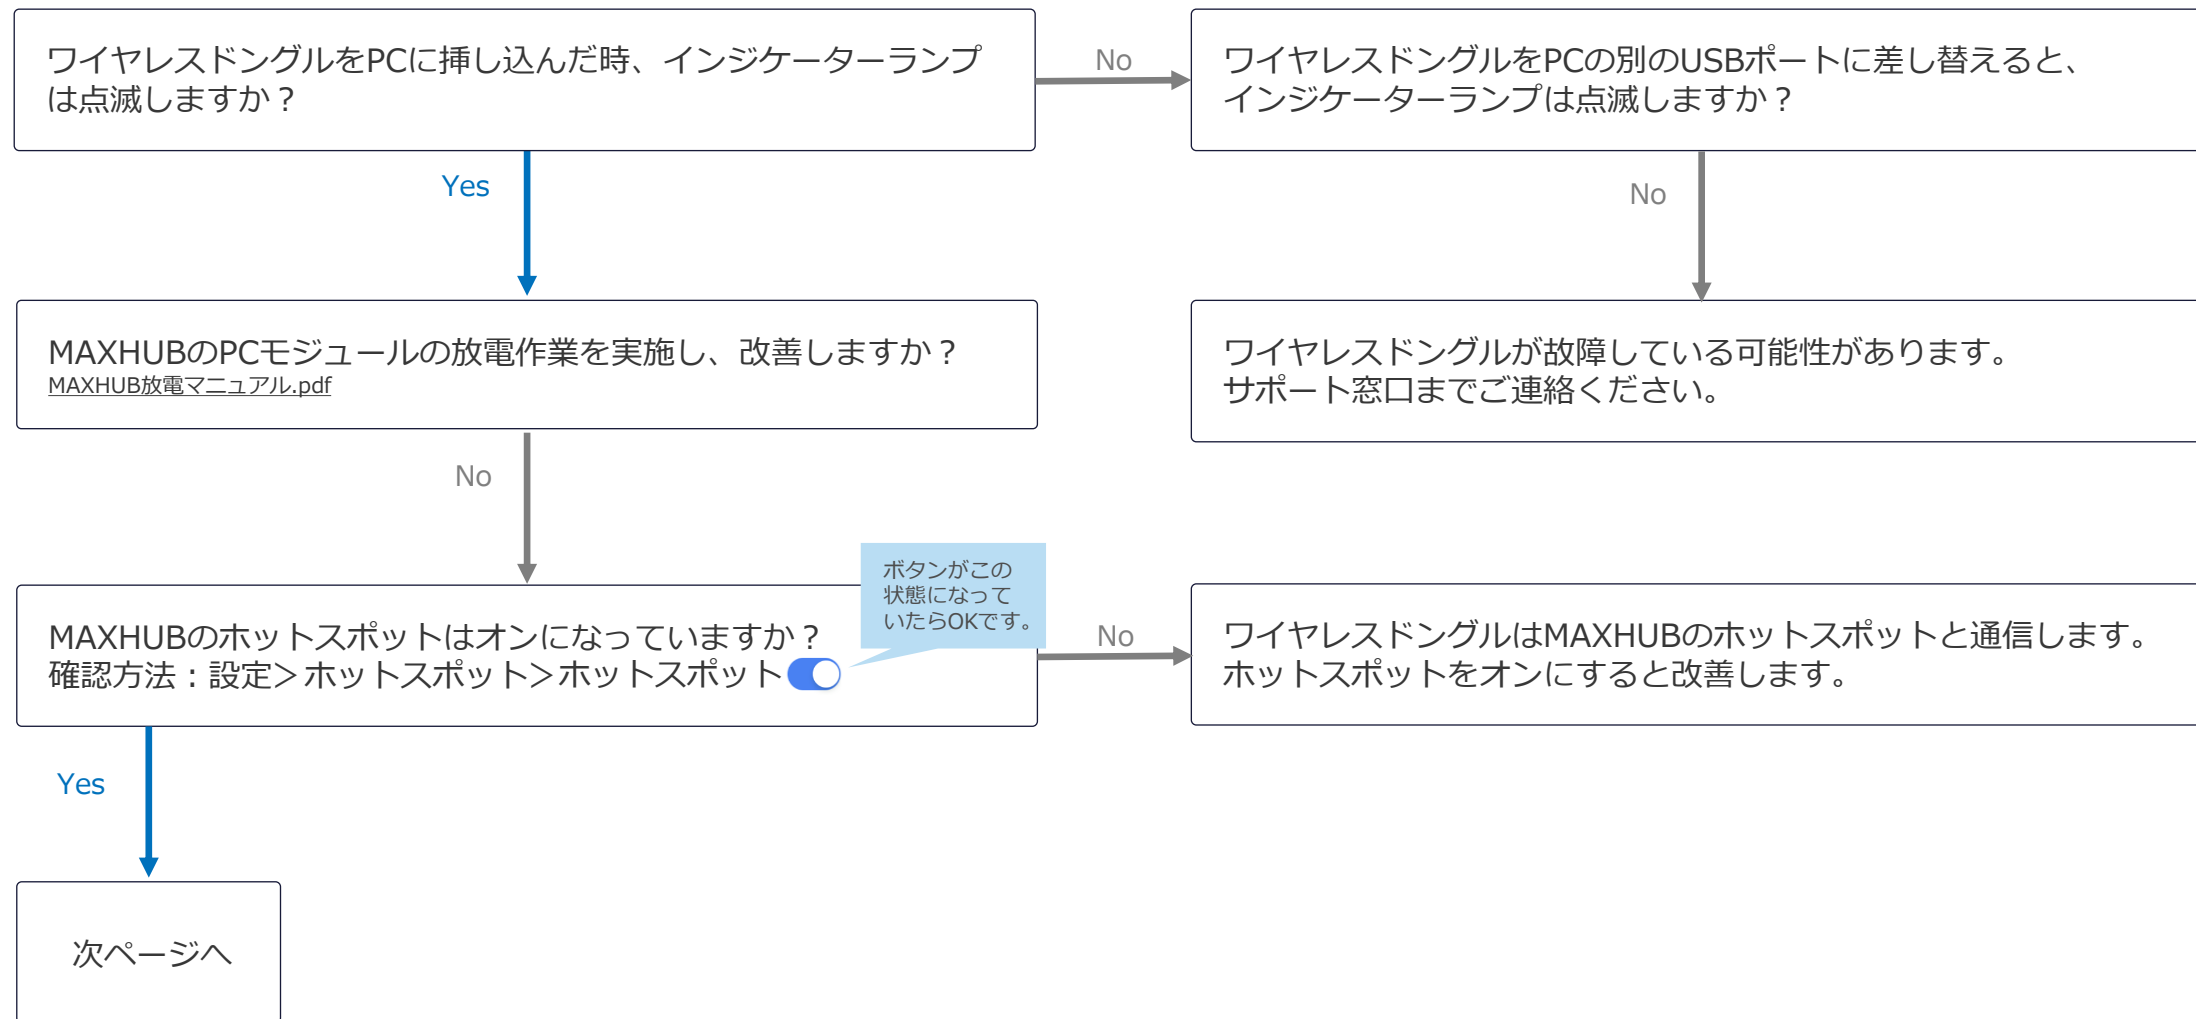 ワイヤレスドングルをPCに挿し込んだ時、インジケーターランプ
は点滅しますか？
No
ワイヤレスドングルをPCの別のUSBポートに差し替えると、
インジケーターランプは点滅しますか？
Yes
No
MAXHUBのPCモジュールの放電作業を実施し、改善しますか？
MAXHUB放電マニュアル.pdf
ワイヤレスドングルが故障している可能性があります。
サポート窓口までご連絡ください。
No
ボタンがこの
状態になって
いたらOKです。
MAXHUBのホットスポットはオンになっていますか？
確認方法：設定＞ホットスポット＞ホットスポット
No
ワイヤレスドングルはMAXHUBのホットスポットと通信します。
ホットスポットをオンにすると改善します。
Yes
次ページへ